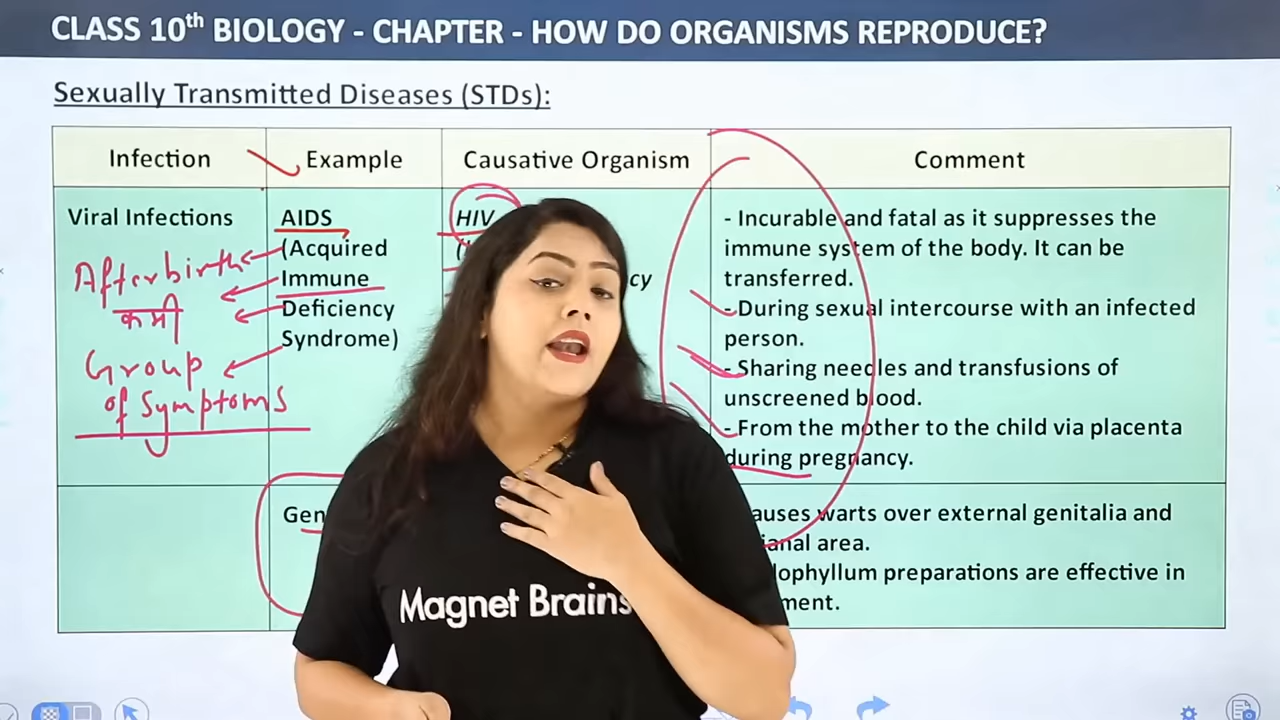 CLASS 10th BIOLOGY - CHAPTER - HOW DO ORGANISMS REPRODUCE?
Sexually Transmitted Diseases (STDs):
Infection
Example
Causative Organism
Comment
Viral Infections
AIDS
(Acquired
Immune
Deficiency
Syndrome)
Afterbirth
कमी
Group
of Symptoms
HIV
- Incurable and fatal as it suppresses the
immune system of the body. It can be
transferred.
- During sexual intercourse with an infected
person.
- Sharing needles and transfusions of
unscreened blood.
- From the mother to the child via placenta
during pregnancy.
warts over external genitalia and
area.
preparations are effective in
Magnet Brains